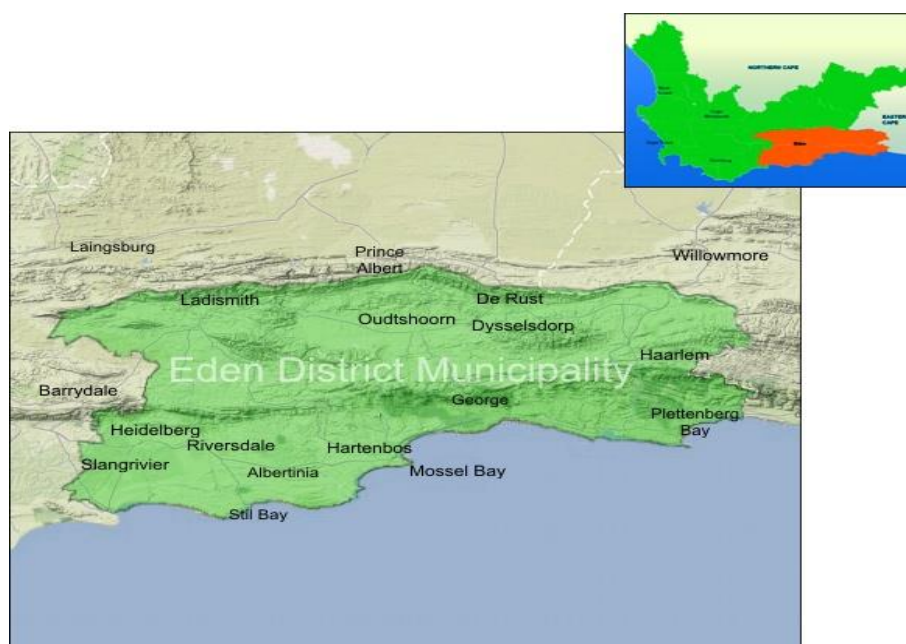 NORTHERN CAPE
EASTERN
CAPE
Eden
Laingsburg
Prince
Albert
Willowmore
Ladismith
De Rust
Oudtshoorn
Dysselsdorp
Haarlem
Eden District Municipality
Barrydale
George
Plettenberg
Bay
Heidelberg
Riversdale
Hartenbos
Slangrivier
Albertinia
Mossel Bay
Stil Bay